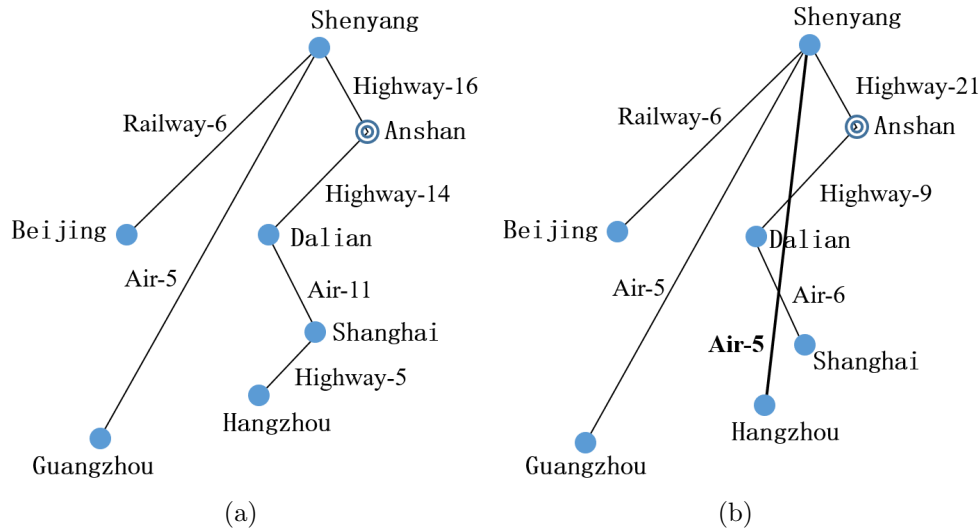 Shenyang
Highway-16
Railway-6
Anshan
Highway-14
Beijing
Dalian
Air-5
Air-11
Shanghai
Highway-5
Hangzhou
Guangzhou
(a)
Shenyang
Highway-21
Railway-6
Anshan
Highway-9
Beijing
Dalian
Air-5
Air-6
Air-5
Shanghai
Hangzhou
Guangzhou
(b)